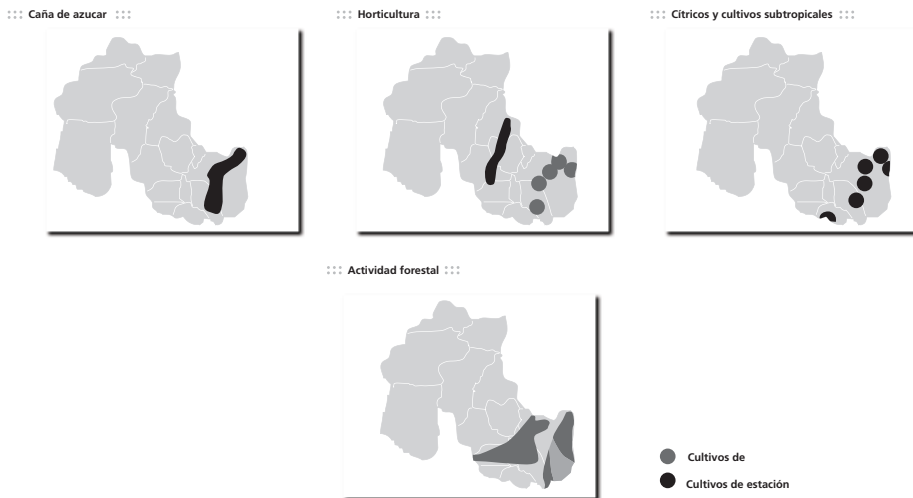 Caña de azucar
Horticultura
Cítricos y cultivos subtropicales
Actividad forestal
Cultivos de
Cultivos de estación